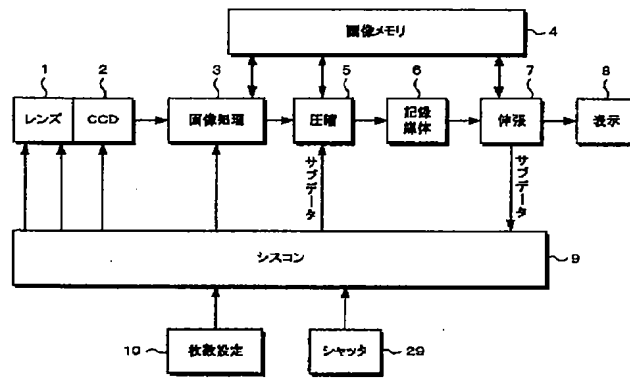 画像メモリ
4
1
2
3
5
6
7
8
レンズ
CCD
画像処理
圧縮
記録
媒体
伸張
表示
サブデータ
サブデータ
シスコン
9
10
枚数設定
シャッタ
29